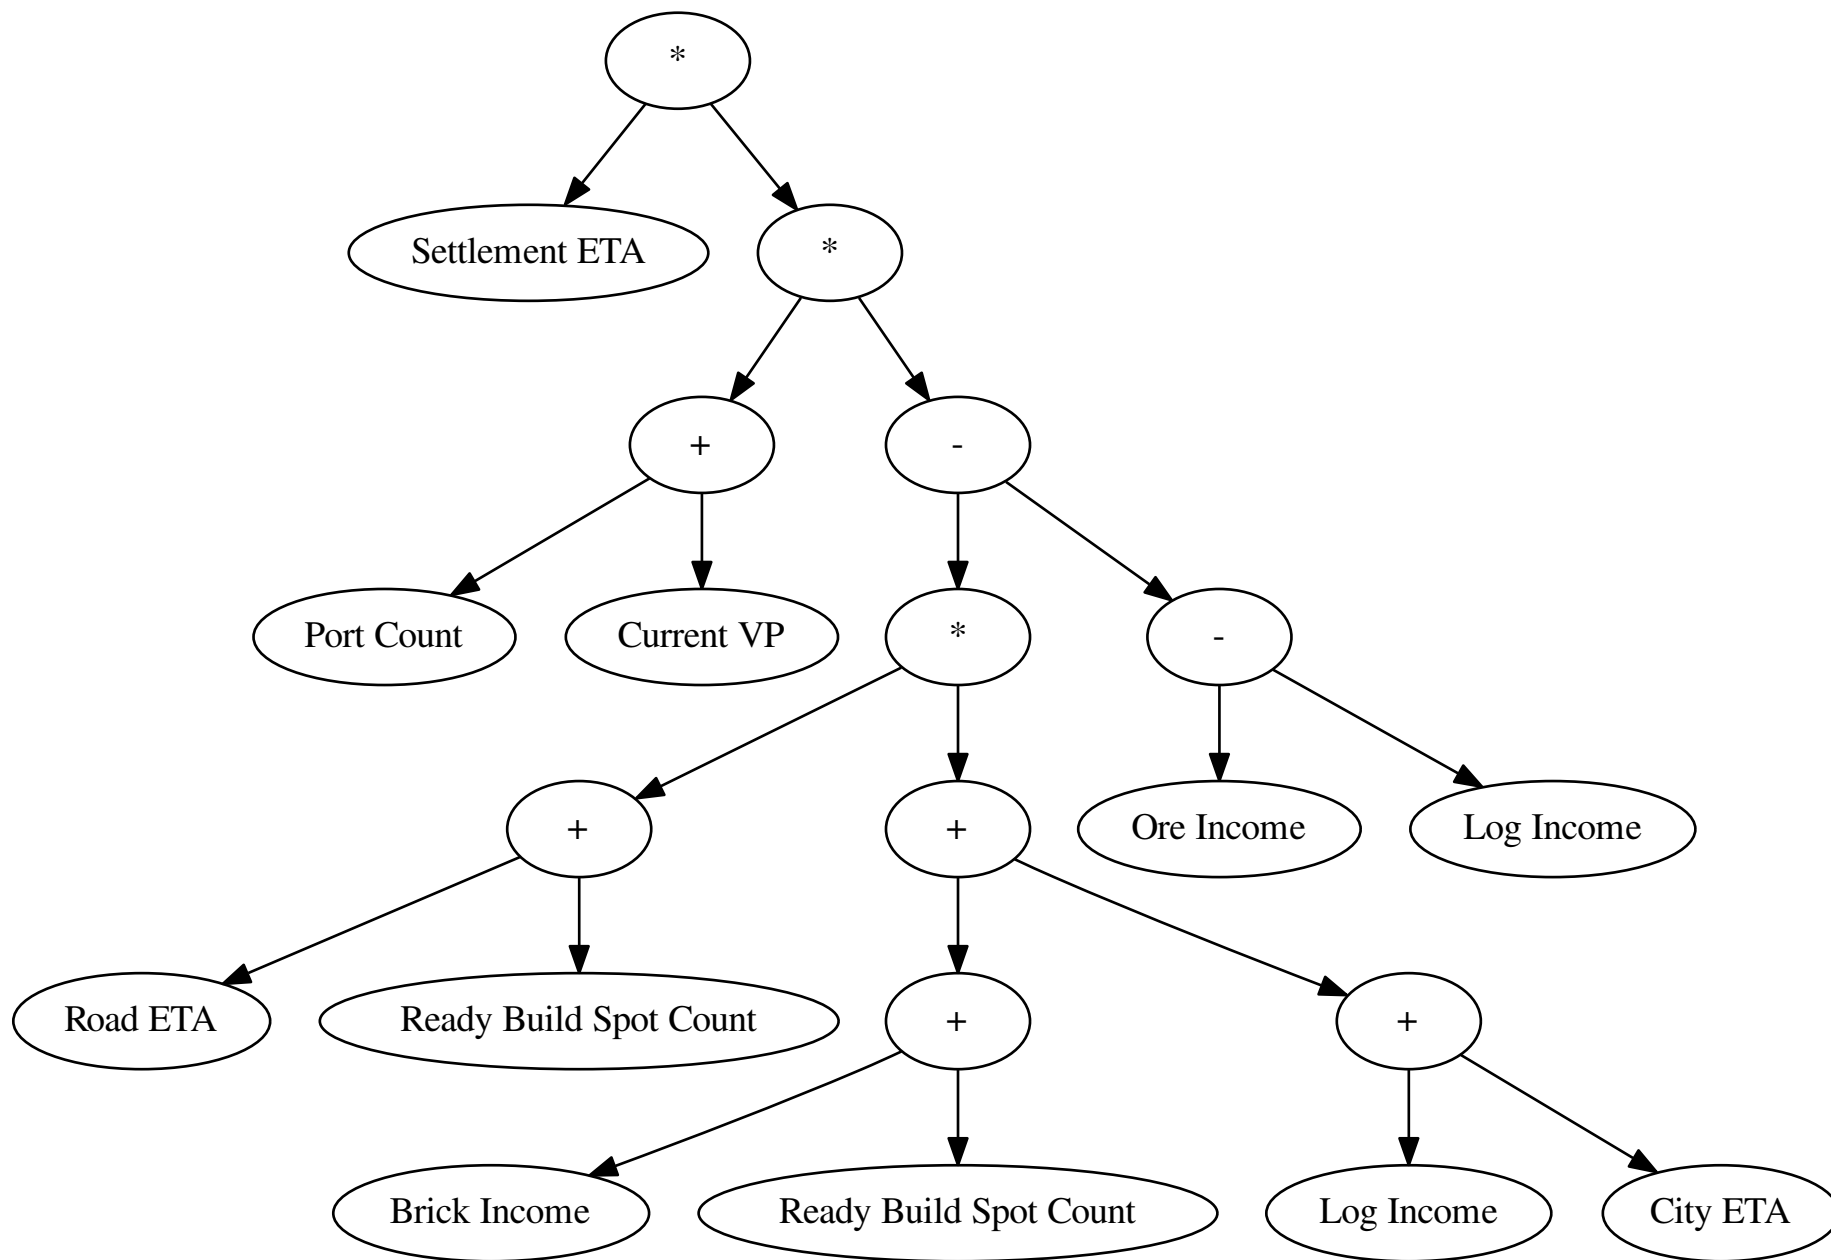 *
Settlement ETA
*
+
-
Port Count
Current VP
*
-
+
+
Ore Income
Log Income
Road ETA
Ready Build Spot Count
+
+
Brick Income
Ready Build Spot Count
Log Income
City ETA